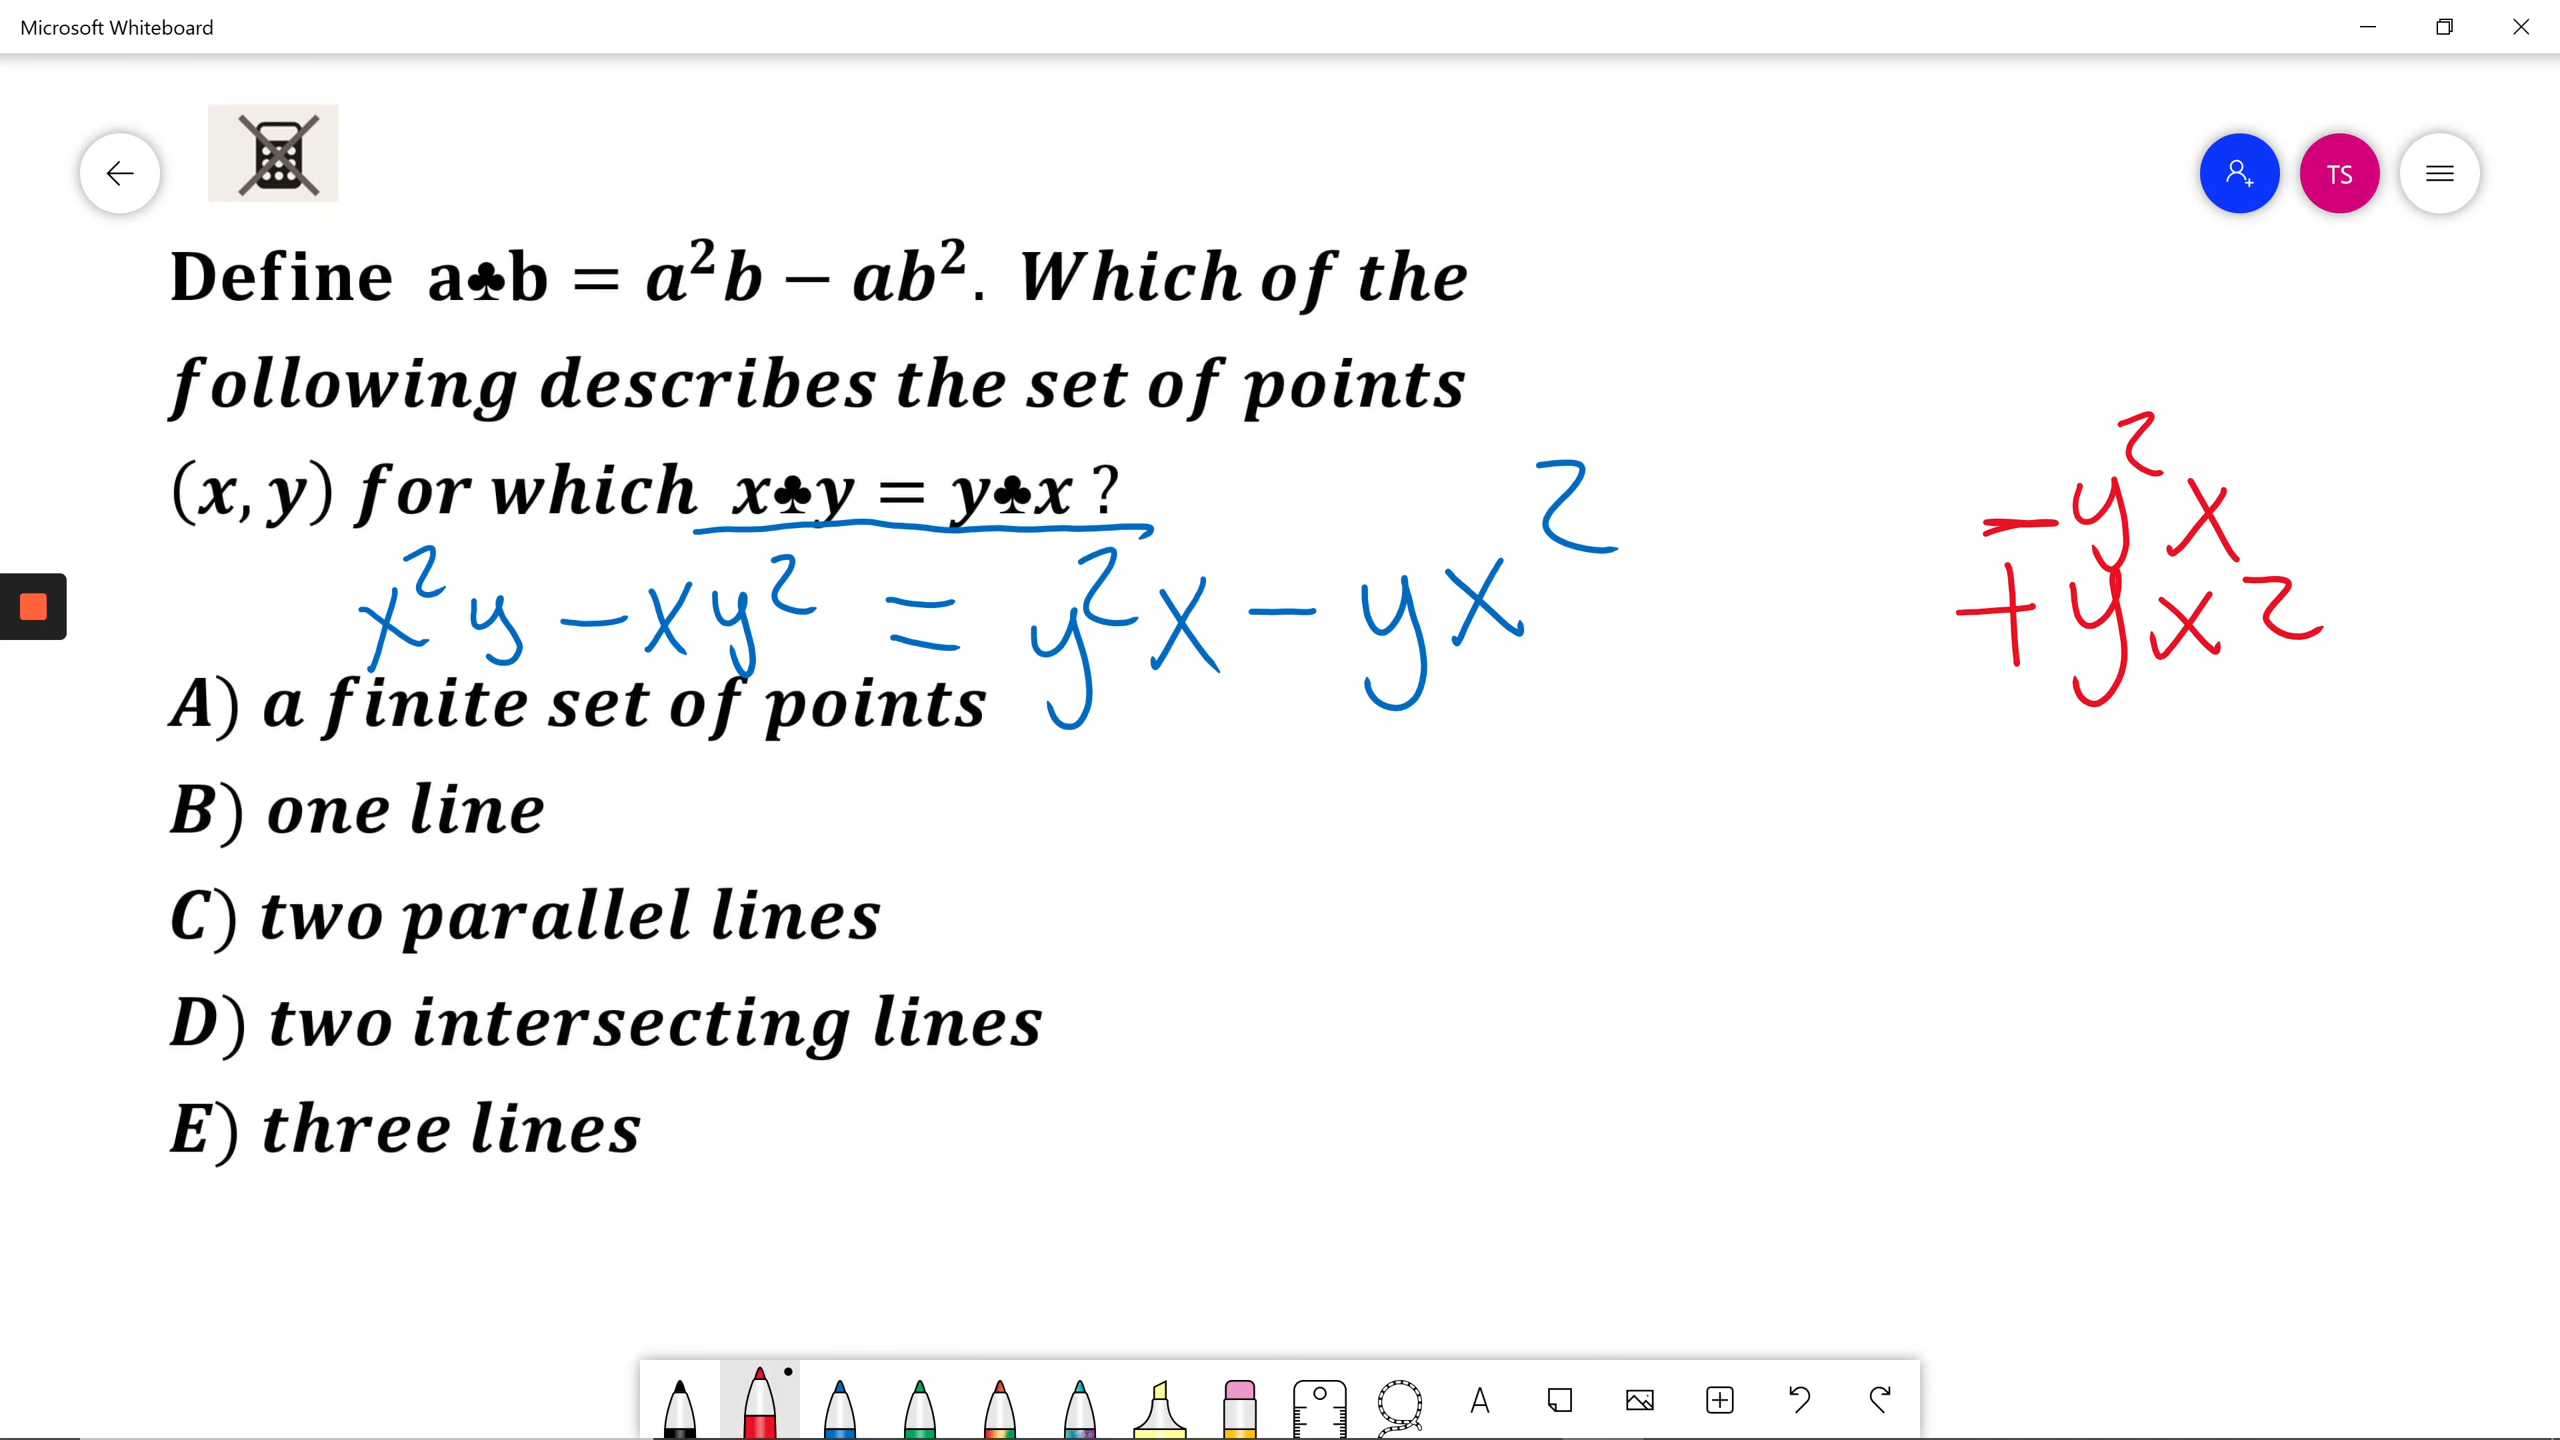 Microsoft Whiteboard
TS
Define a♣b = a²b − ab². Which of the
following describes the set of points
(x, y) for which x♣y = y♣x ?
x²y − xy² = y²x − yx²
−y²x
+yx²
A) a finite set of points
B) one line
C) two parallel lines
D) two intersecting lines
E) three lines